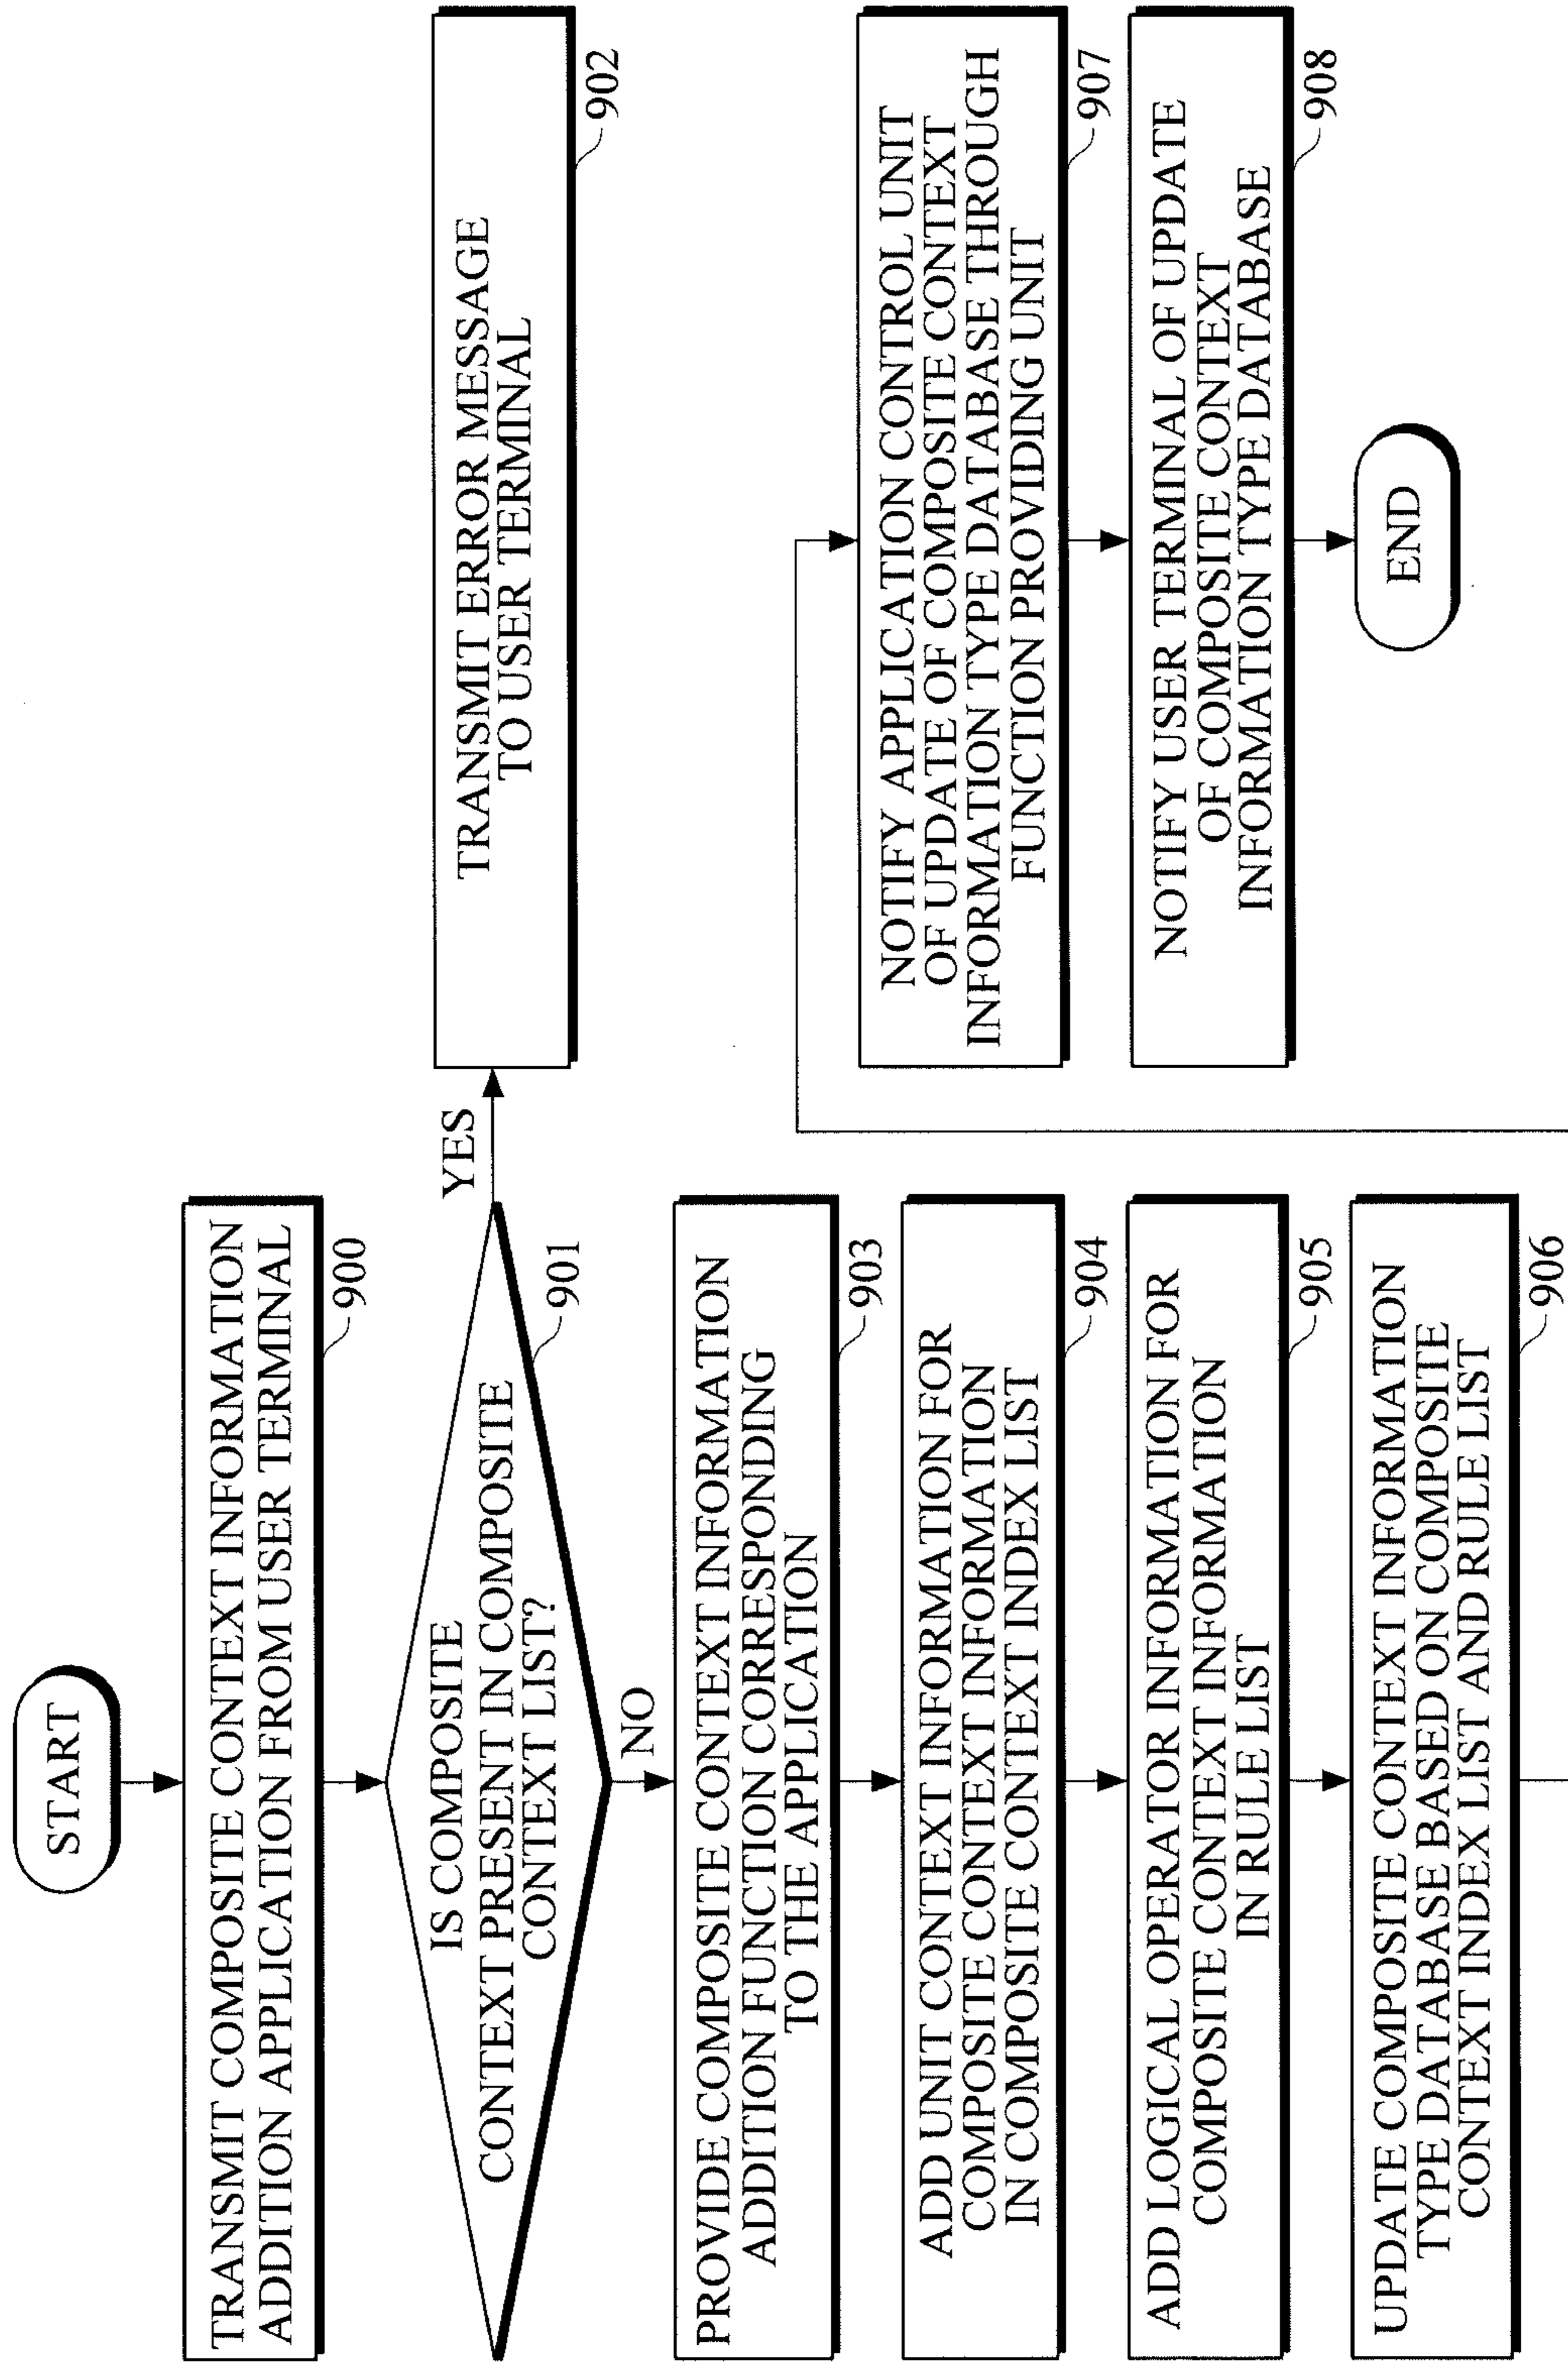 START
TRANSMIT COMPOSITE CONTEXT INFORMATION
ADDITION APPLICATION FROM USER TERMINAL
900
IS COMPOSITE
CONTEXT PRESENT IN COMPOSITE
CONTEXT LIST?
901
YES
TRANSMIT ERROR MESSAGE
TO USER TERMINAL
902
NO
PROVIDE COMPOSITE CONTEXT INFORMATION
ADDITION FUNCTION CORRESPONDING
TO THE APPLICATION
903
ADD UNIT CONTEXT INFORMATION FOR
COMPOSITE CONTEXT INFORMATION
IN COMPOSITE CONTEXT INDEX LIST
904
ADD LOGICAL OPERATOR INFORMATION FOR
COMPOSITE CONTEXT INFORMATION
IN RULE LIST
905
UPDATE COMPOSITE CONTEXT INFORMATION
TYPE DATABASE BASED ON COMPOSITE
CONTEXT INDEX LIST AND RULE LIST
906
NOTIFY APPLICATION CONTROL UNIT
OF UPDATE OF COMPOSITE CONTEXT
INFORMATION TYPE DATABASE THROUGH
FUNCTION PROVIDING UNIT
907
NOTIFY USER TERMINAL OF UPDATE
OF COMPOSITE CONTEXT
INFORMATION TYPE DATABASE
908
END